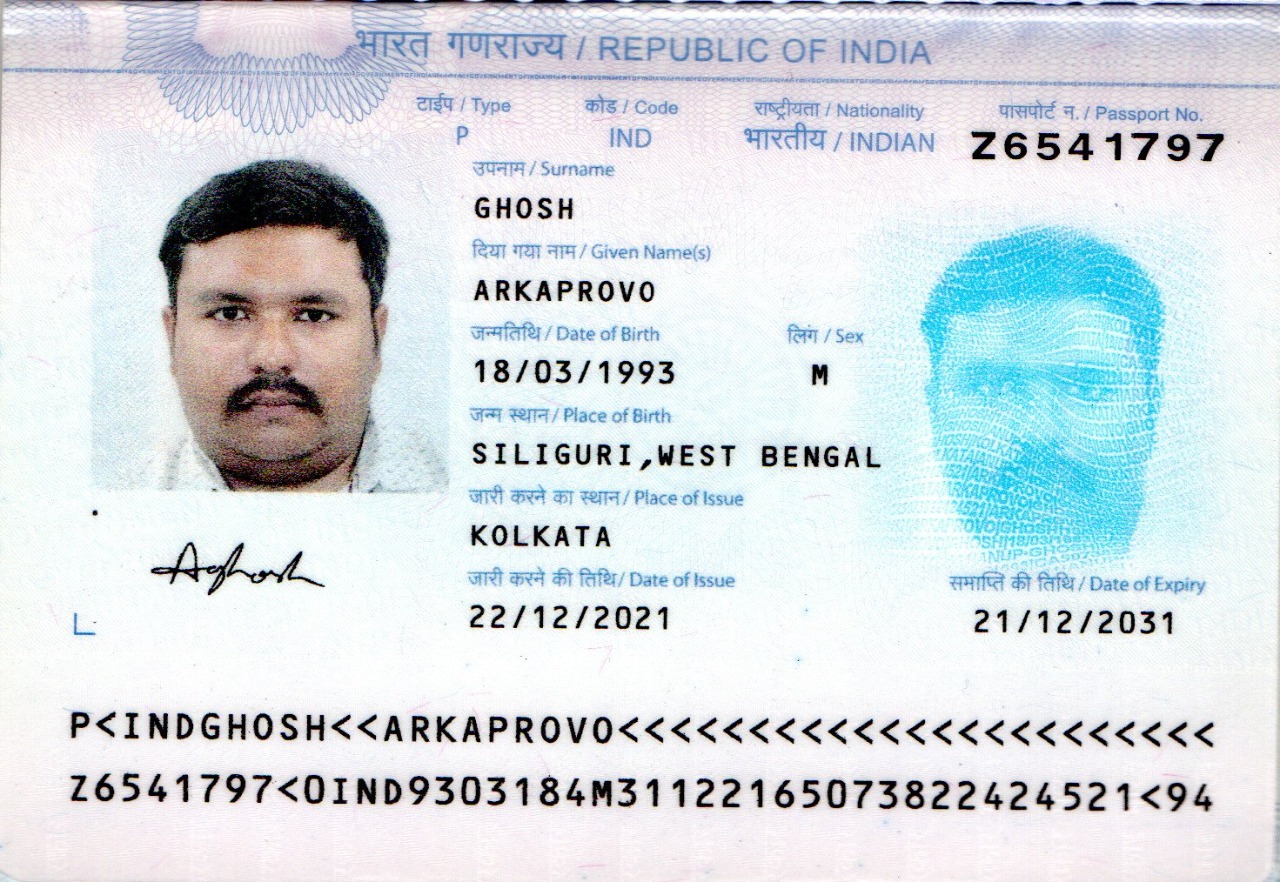 भारत गणराज्य / REPUBLIC OF INDIA
टाईप / Type कोड / Code राष्ट्रीयता / Nationality पासपोर्ट न. / Passport No.
P IND भारतीय / INDIAN Z6541797
उपनाम / Surname
GHOSH
दिया गया नाम / Given Name(s)
ARKAPROVO
जन्मतिथि / Date of Birth लिंग / Sex
18/03/1993 M
जन्म स्थान / Place of Birth
SILIGURI,WEST BENGAL
जारी करने का स्थान / Place of Issue
KOLKATA
Aghosh
जारी करने की तिथि / Date of Issue समाप्ति की तिथि / Date of Expiry
22/12/2021 21/12/2031
P<INDGHOSH<<ARKAPROVO<<<<<<<<<<<<<<<<<<<<<<<
Z6541797<0IND9303184M31122165073822424521<94